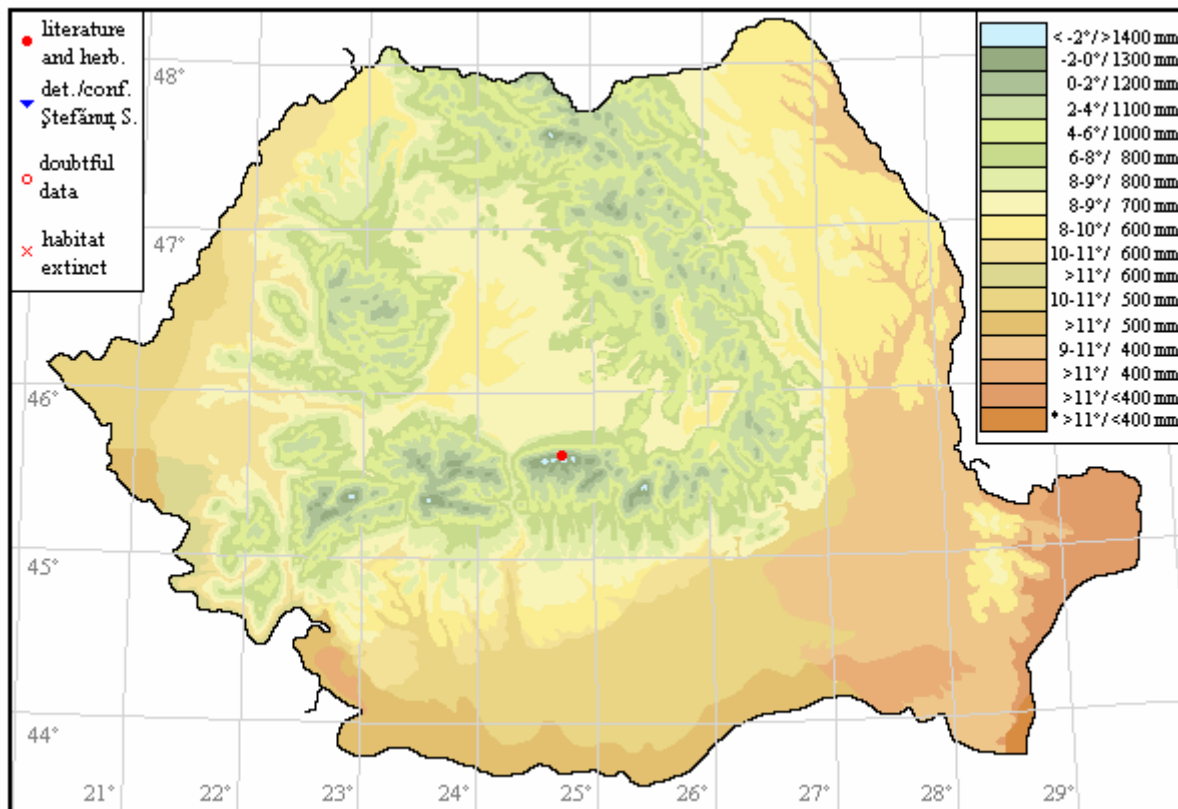 literature
and herb.
det./conf.
Ştefănuţ S.
doubtful
data
habitat
extinct
< -2°/>1400 mm
-2-0°/1300 mm
0-2°/1200 mm
2-4°/1100 mm
4-6°/1000 mm
6-8°/ 800 mm
8-9°/ 800 mm
8-9°/ 700 mm
8-10°/ 600 mm
10-11°/ 600 mm
>11°/ 600 mm
10-11°/ 500 mm
>11°/ 500 mm
9-11°/ 400 mm
>11°/ 400 mm
>11°/<400 mm
* >11°/<400 mm
48°
47°
46°
45°
44°
21°
22°
23°
24°
25°
26°
27°
28°
29°